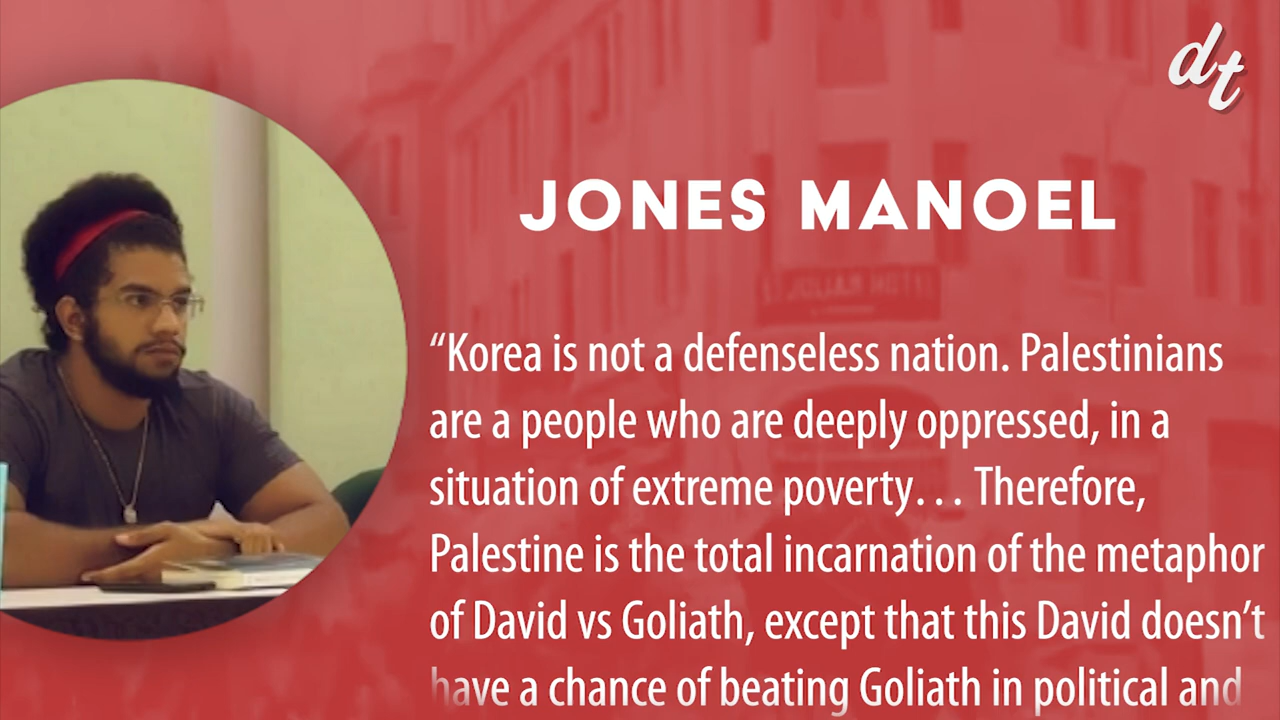 dt
JONES MANOEL
“Korea is not a defenseless nation. Palestinians
are a people who are deeply oppressed, in a
situation of extreme poverty… Therefore,
Palestine is the total incarnation of the metaphor
of David vs Goliath, except that this David doesn’t
have a chance of beating Goliath in political and